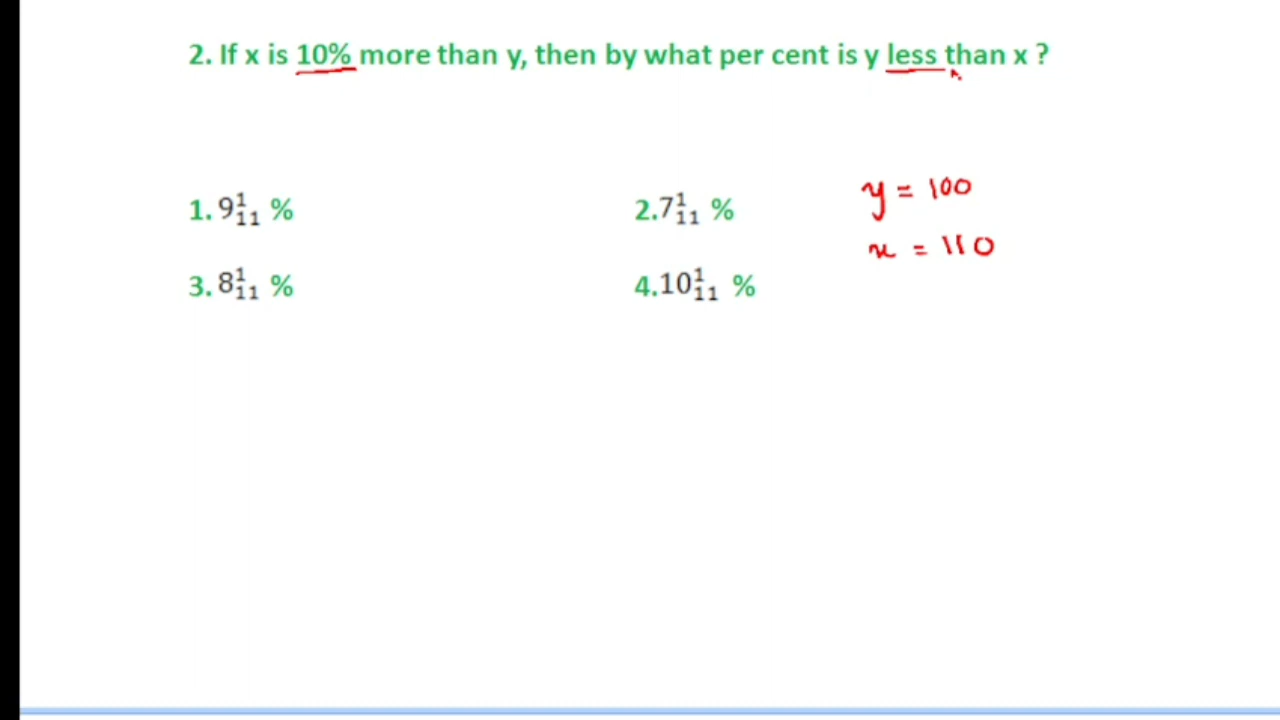 2. If x is 10% more than y, then by what per cent is y less than x ?
1. 9 1/11 %
2. 7 1/11 %
y = 100
x = 110
3. 8 1/11 %
4. 10 1/11 %